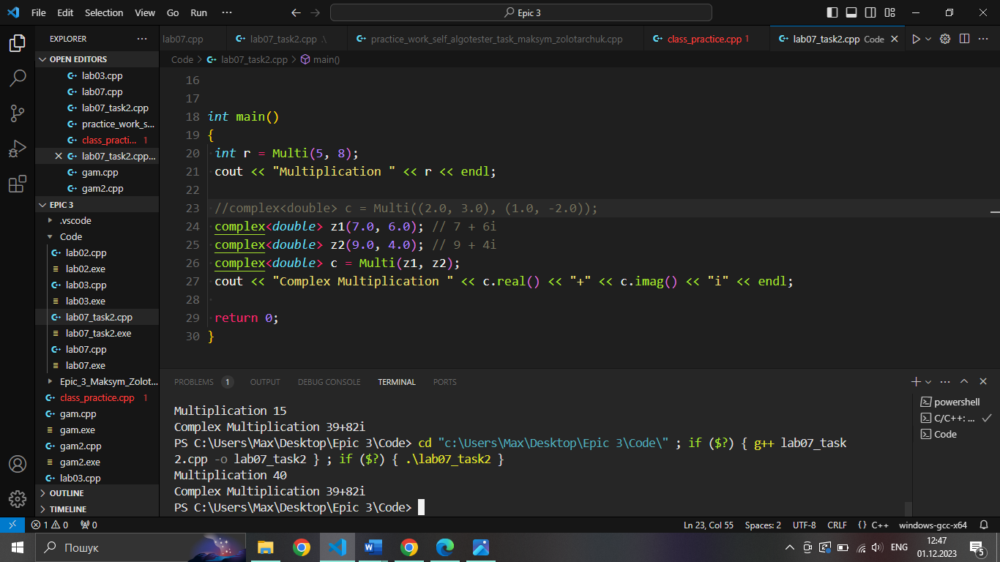 File Edit Selection View Go Run ··· Epic 3
EXPLORER ···
OPEN EDITORS
lab03.cpp
lab07.cpp
lab07_task2.cpp
practice_work_s...
class_practi... 1
lab07_task2.cpp...
gam.cpp
gam2.cpp
EPIC 3
.vscode
Code
lab02.cpp
lab02.exe
lab03.cpp
lab03.exe
lab07_task2.cpp
lab07_task2.exe
lab07.cpp
lab07.exe
Epic_3_Maksym_Zolot...
class_practice.cpp 1
gam.cpp
gam.exe
gam2.cpp
gam2.exe
lab03.cpp
OUTLINE
TIMELINE
lab07.cpp lab07_task2.cpp .\ practice_work_self_algotester_task_maksym_zolotarchuk.cpp class_practice.cpp 1 lab07_task2.cpp Code
Code > lab07_task2.cpp > main()
16
17
18 int main()
19 {
20 int r = Multi(5, 8);
21 cout << "Multiplication " << r << endl;
22
23 //complex<double> c = Multi((2.0, 3.0), (1.0, -2.0));
24 complex<double> z1(7.0, 6.0); // 7 + 6i
25 complex<double> z2(9.0, 4.0); // 9 + 4i
26 complex<double> c = Multi(z1, z2);
27 cout << "Complex Multiplication " << c.real() << "+" << c.imag() << "i" << endl;
28
29 return 0;
30 }
PROBLEMS 1 OUTPUT DEBUG CONSOLE TERMINAL PORTS
Multiplication 15
Complex Multiplication 39+82i
PS C:\Users\Max\Desktop\Epic 3\Code> cd "c:\Users\Max\Desktop\Epic 3\Code\" ; if ($?) { g++ lab07_task
2.cpp -o lab07_task2 } ; if ($?) { .\lab07_task2 }
Multiplication 40
Complex Multiplication 39+82i
PS C:\Users\Max\Desktop\Epic 3\Code>
powershell
C/C++: ...
Code
1 0 0 Ln 23, Col 55 Spaces: 2 UTF-8 CRLF {} C++ windows-gcc-x64
Пошук
ENG
12:47
01.12.2023
5